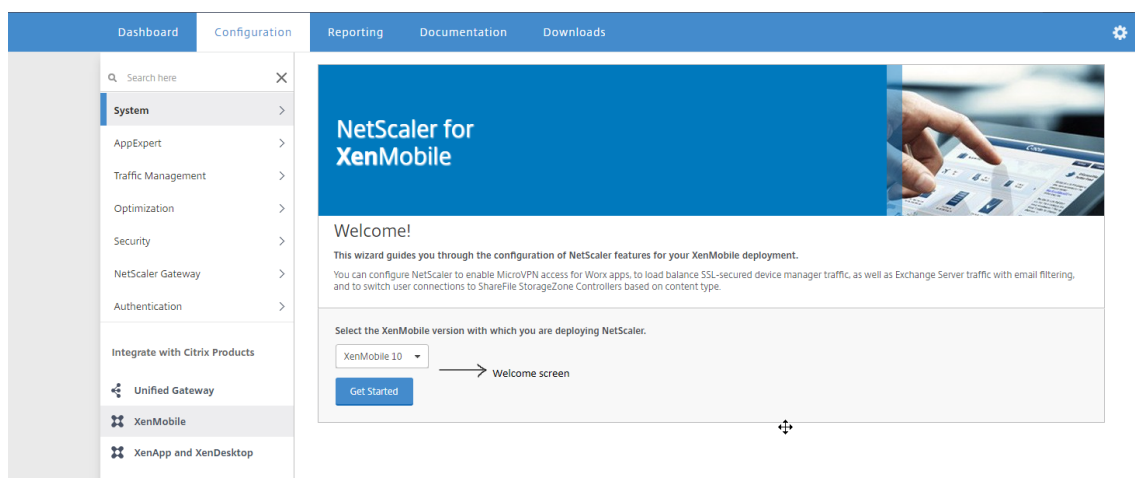 Dashboard Configuration Reporting Documentation Downloads
Search here
System
AppExpert
Traffic Management
Optimization
Security
NetScaler Gateway
Authentication
Integrate with Citrix Products
Unified Gateway
XenMobile
XenApp and XenDesktop
NetScaler for
XenMobile
Welcome!
This wizard guides you through the configuration of NetScaler features for your XenMobile deployment.
You can configure NetScaler to enable MicroVPN access for Worx apps, to load balance SSL-secured device manager traffic, as well as Exchange Server traffic with email filtering,
and to switch user connections to ShareFile StorageZone Controllers based on content type.
Select the XenMobile version with which you are deploying NetScaler.
XenMobile 10
Welcome screen
Get Started